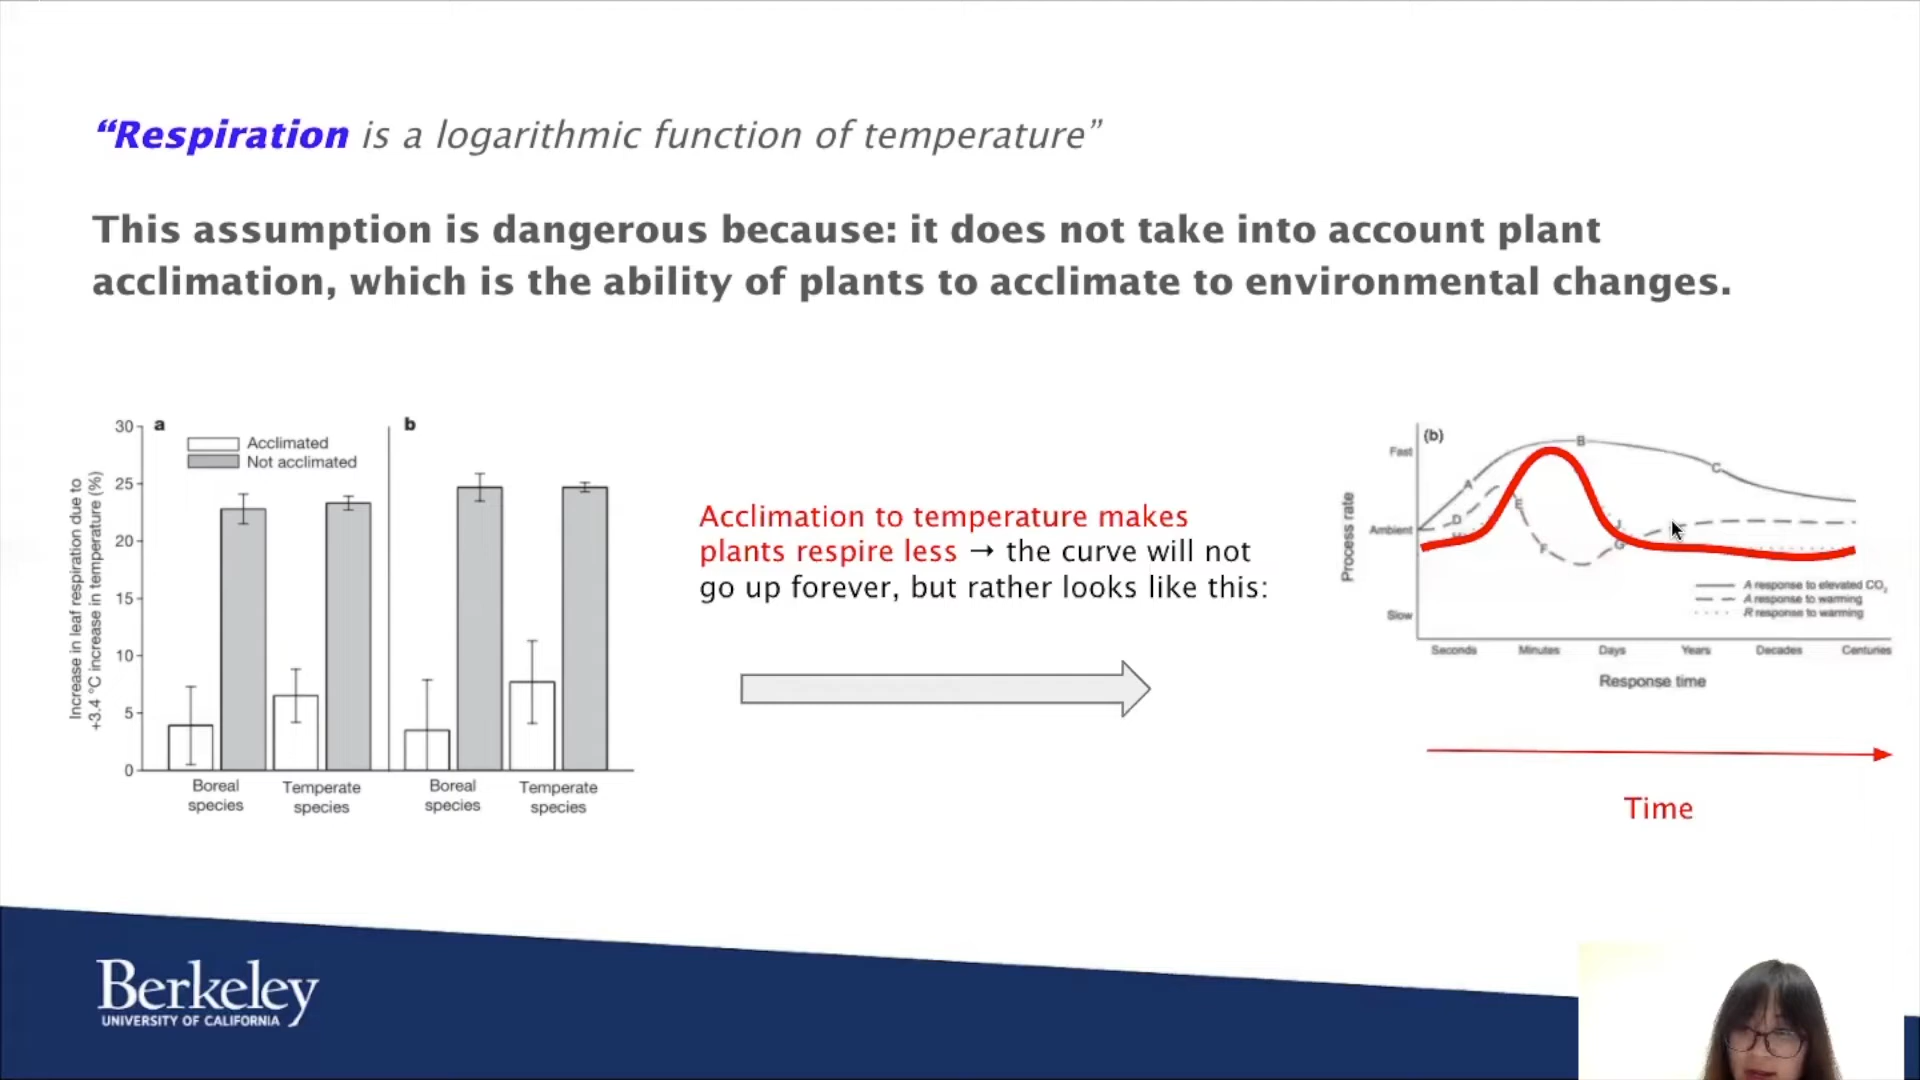 “Respiration is a logarithmic function of temperature”
This assumption is dangerous because: it does not take into account plant
acclimation, which is the ability of plants to acclimate to environmental changes.
Increase in leaf respiration due to
+3.4 °C increase in temperature (%)
30
25
20
15
10
5
0
a
Acclimated
Not acclimated
b
Boreal
species
Temperate
species
Boreal
species
Temperate
species
Acclimation to temperature makes
plants respire less → the curve will not
go up forever, but rather looks like this:
(b)
Process rate
Fast
Ambient
Slow
A
B
C
D
E
F
G
A response to elevated CO2
A response to warming
R response to warming
Seconds
Minutes
Days
Years
Decades
Centuries
Response time
Time
Berkeley
UNIVERSITY OF CALIFORNIA